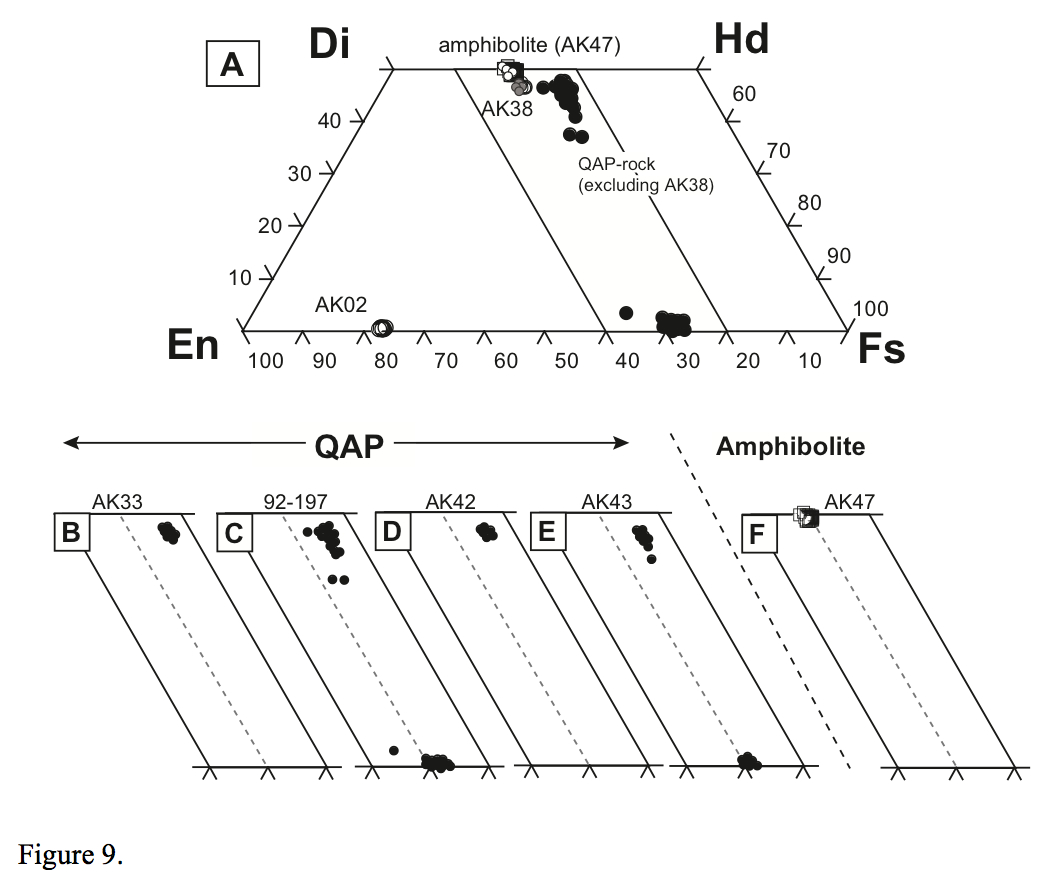 A
Di
amphibolite (AK47)
Hd
AK38
QAP-rock
(excluding AK38)
40
30
20
10
60
70
80
90
100
AK02
En
Fs
100 90 80 70 60 50 40 30 20 10
QAP
Amphibolite
AK33
92-197
AK42
AK43
AK47
B
C
D
E
F
Figure 9.